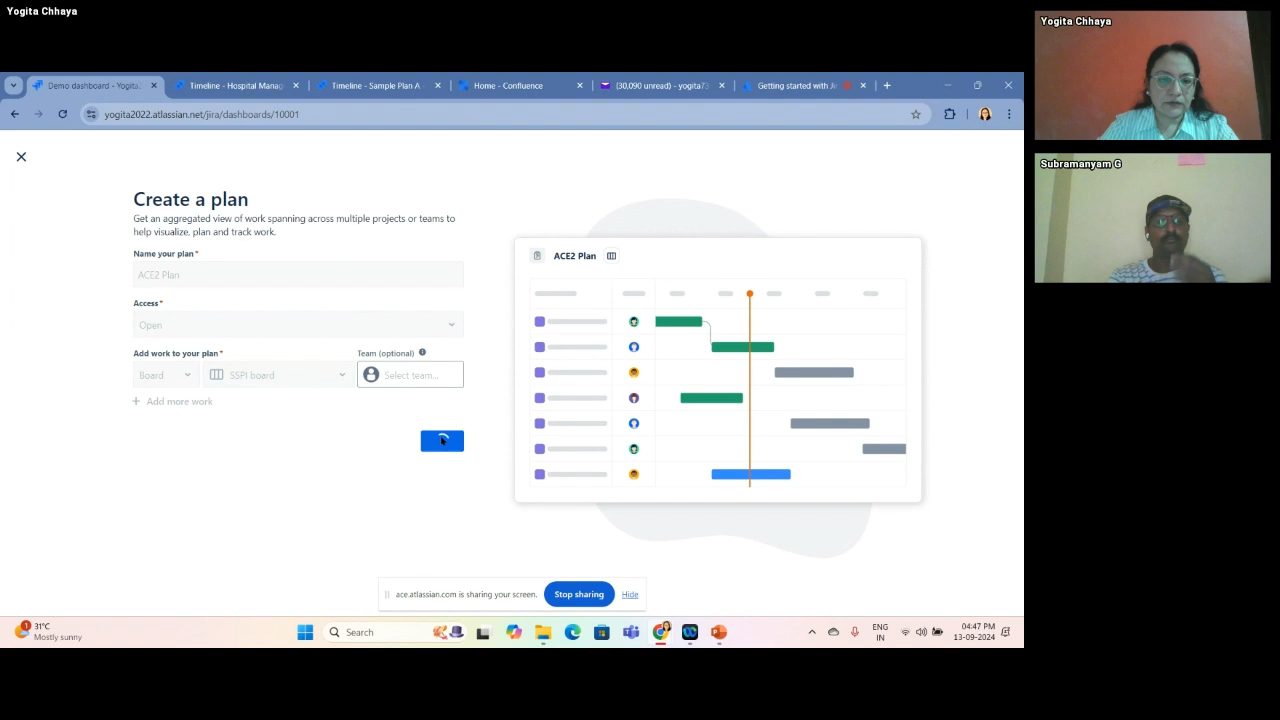 Yogita Chhaya
Yogita Chhaya
Subramanyam G
Demo dashboard - Yogita
Timeline - Hospital Manag
Timeline - Sample Plan A -
Home - Confluence
(30,090 unread) - yogita7
Getting started with Ji
yogita2022.atlassian.net/jira/dashboards/10001
Create a plan
Get an aggregated view of work spanning across multiple projects or teams to
help visualize, plan and track work.
Name your plan*
ACE2 Plan
Access*
Open
Add work to your plan*
Team (optional)
Board
SSPI board
Select team...
+ Add more work
ACE2 Plan
ace.atlassian.com is sharing your screen.
Stop sharing
Hide
1
31°C
Mostly sunny
Search
ENG
IN
04:47 PM
13-09-2024